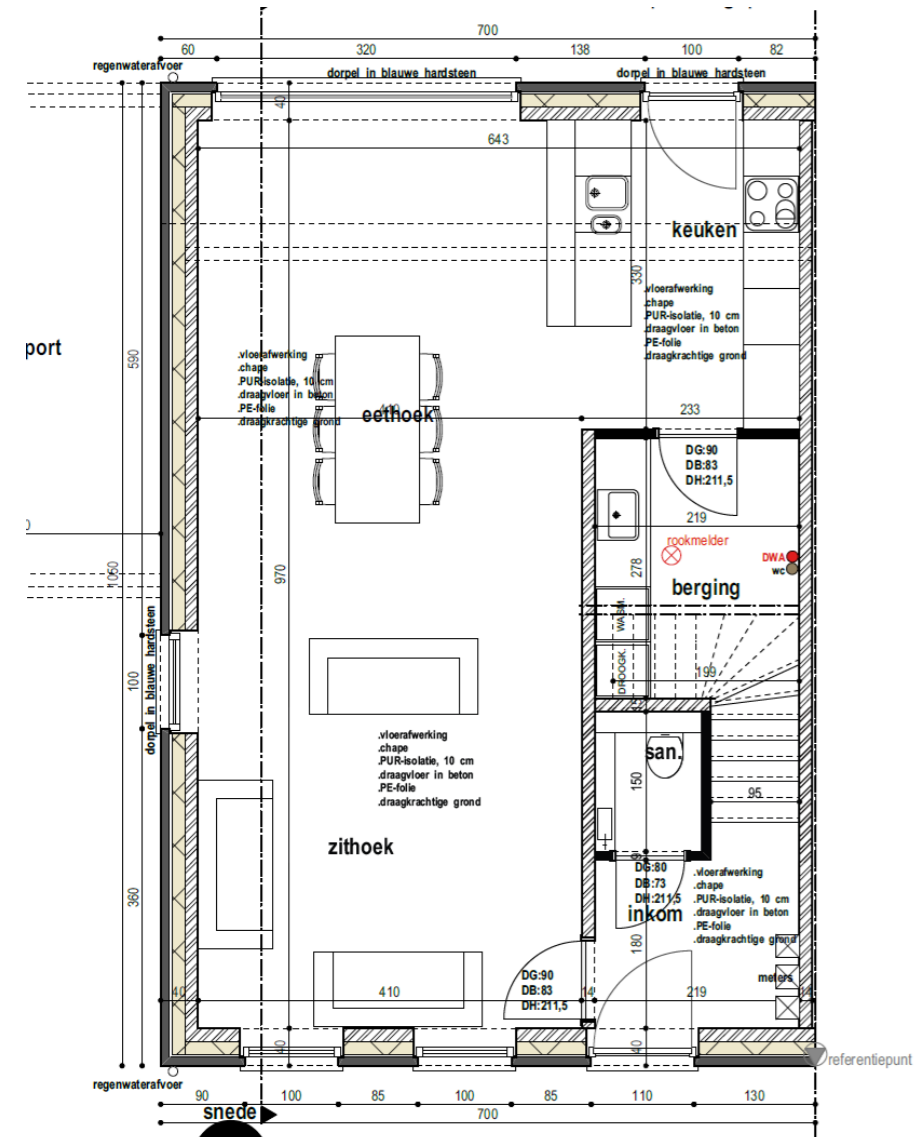 700
60 320 138 100 82
regenwaterafvoer
dorpel in blauwe hardsteen dorpel in blauwe hardsteen
40
643
keuken
330
.vloerafwerking
.chape
.PUR-isolatie, 10 cm
.draagvloer in beton
.PE-folie
.draagkrachtige grond
port
590
.vloerafwerking
.chape
.PUR-isolatie, 10 cm
.draagvloer in beton
.PE-folie
.draagkrachtige grond
eethoek
233
DG:90
DB:83
DH:211,5
219
rookmelder
DWA
wc
278
berging
1050
970
WASM.
DROOGK.
199
15
dorpel in blauwe hardsteen
100
.vloerafwerking
.chape
.PUR-isolatie, 10 cm
.draagvloer in beton
.PE-folie
.draagkrachtige grond
san.
150
95
zithoek
9
DG:80
DB:73
DH:211,5
.vloerafwerking
.chape
.PUR-isolatie, 10 cm
.draagvloer in beton
.PE-folie
.draagkrachtige grond
inkom
360
180
meters
DG:90
DB:83
DH:211,5
40 410 14 219 14
40 40
referentiepunt
regenwaterafvoer
90 100 85 100 85 110 130
snede
700